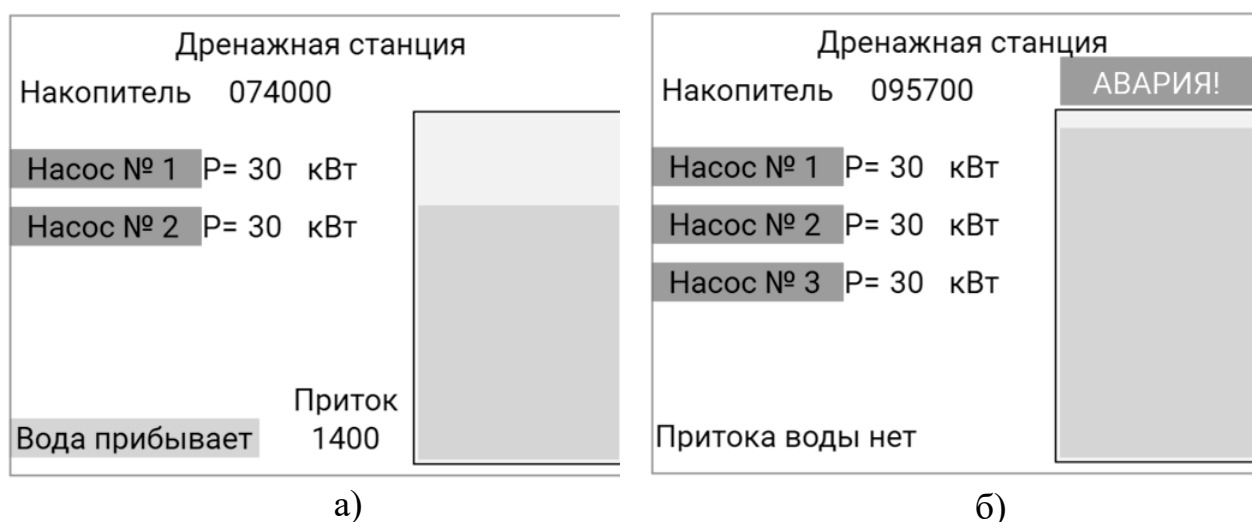 Дренажная станция
Накопитель 074000
Насос № 1 P= 30 кВт
Насос № 2 P= 30 кВт
Приток
Вода прибывает 1400
а)
Дренажная станция
АВАРИЯ!
Накопитель 095700
Насос № 1 P= 30 кВт
Насос № 2 P= 30 кВт
Насос № 3 P= 30 кВт
Притока воды нет
б)